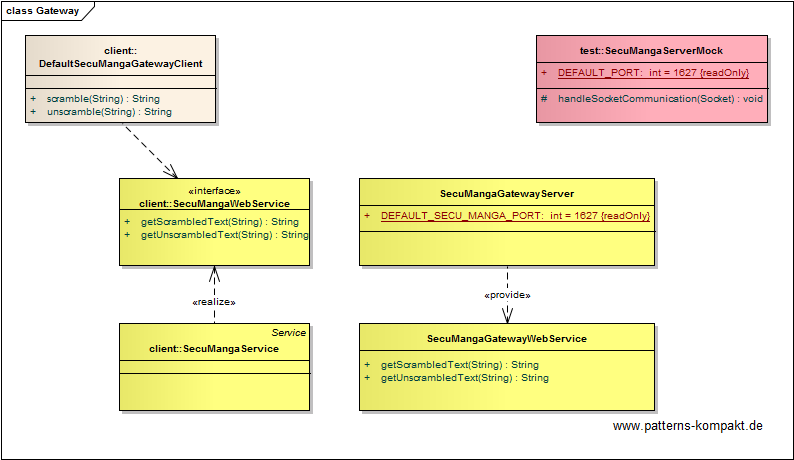 class Gateway
client::
DefaultSecuMangaGatewayClient
+ scramble(String) : String
+ unscramble(String) : String
test::SecuMangaServerMock
+ DEFAULT_PORT: int = 1627 {readOnly}
# handleSocketCommunication(Socket) : void
«interface»
client::SecuMangaWebService
+ getScrambledText(String) : String
+ getUnscrambledText(String) : String
SecuMangaGatewayServer
+ DEFAULT_SECU_MANGA_PORT: int = 1627 {readOnly}
«realize»
«provide»
Service
client::SecuMangaService
SecuMangaGatewayWebService
+ getScrambledText(String) : String
+ getUnscrambledText(String) : String
www.patterns-kompakt.de